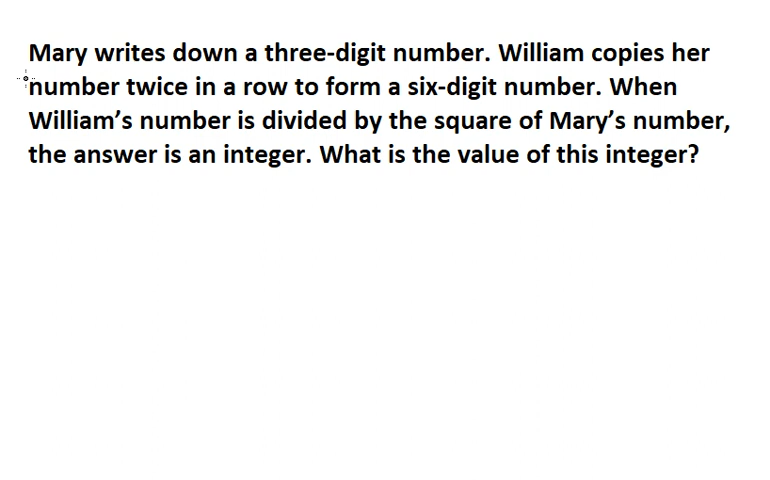 Mary writes down a three-digit number. William copies her
number twice in a row to form a six-digit number. When
William’s number is divided by the square of Mary’s number,
the answer is an integer. What is the value of this integer?